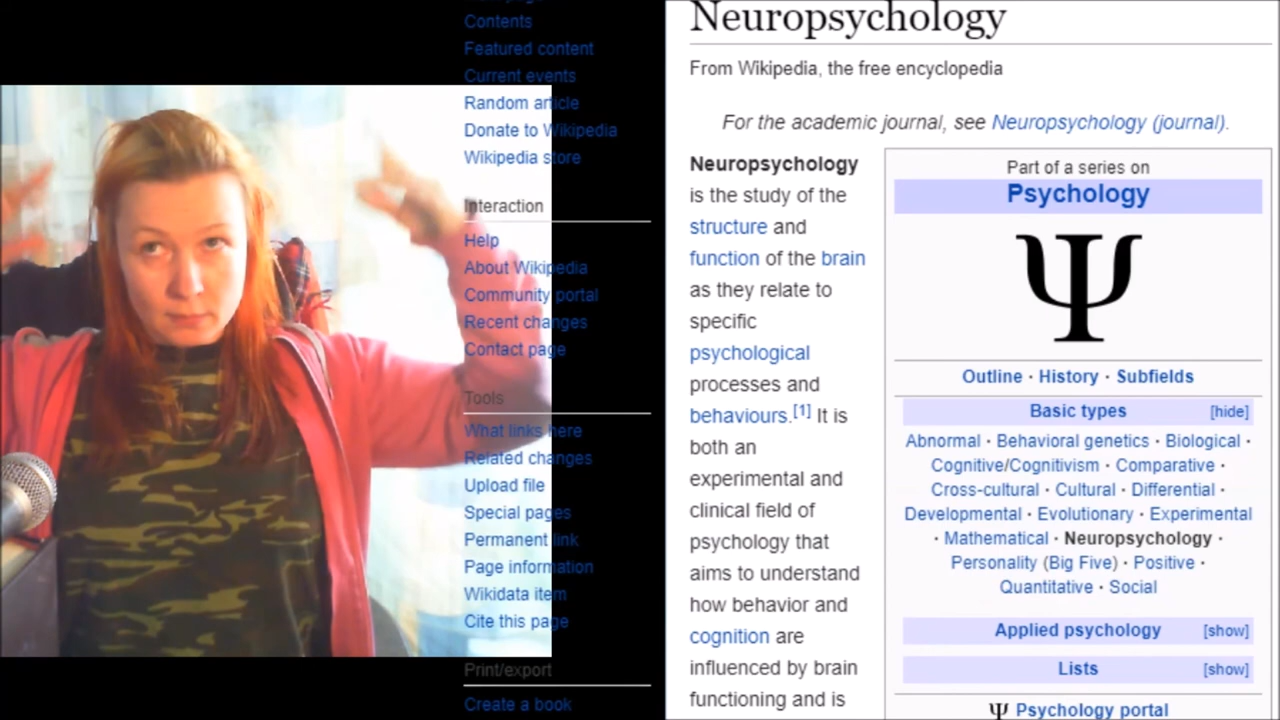 Contents
Featured content
Current events
Random article
Donate to Wikipedia
Wikipedia store
Interaction
Help
About Wikipedia
Community portal
Recent changes
Contact page
Tools
What links here
Related changes
Upload file
Special pages
Permanent link
Page information
Wikidata item
Cite this page
Print/export
Create a book
Neuropsychology
From Wikipedia, the free encyclopedia
For the academic journal, see Neuropsychology (journal).
Neuropsychology
is the study of the
structure and
function of the brain
as they relate to
specific
psychological
processes and
behaviours.[1] It is
both an
experimental and
clinical field of
psychology that
aims to understand
how behavior and
cognition are
influenced by brain
functioning and is
Part of a series on
Psychology
Ψ
Outline · History · Subfields
Basic types [hide]
Abnormal · Behavioral genetics · Biological ·
Cognitive/Cognitivism · Comparative ·
Cross-cultural · Cultural · Differential ·
Developmental · Evolutionary · Experimental
· Mathematical · Neuropsychology ·
Personality (Big Five) · Positive ·
Quantitative · Social
Applied psychology [show]
Lists [show]
Ψ Psychology portal